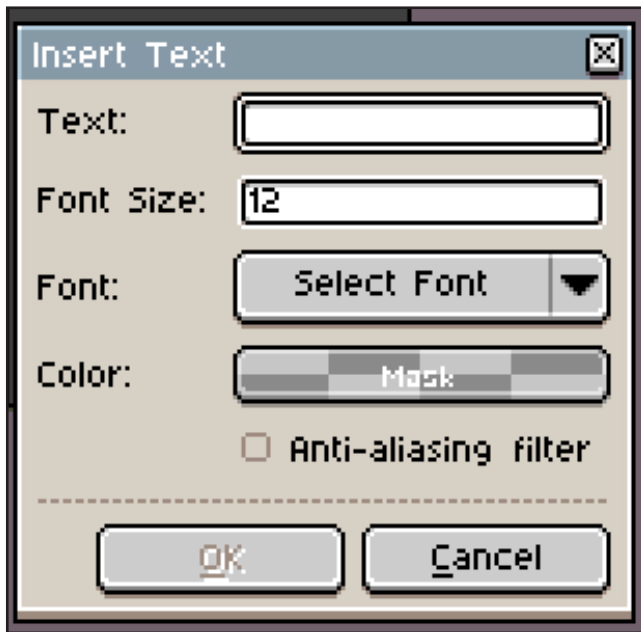 Insert Text
Text:
Font Size: 12
Font: Select Font
Color: Mask
Anti-aliasing filter
OK Cancel